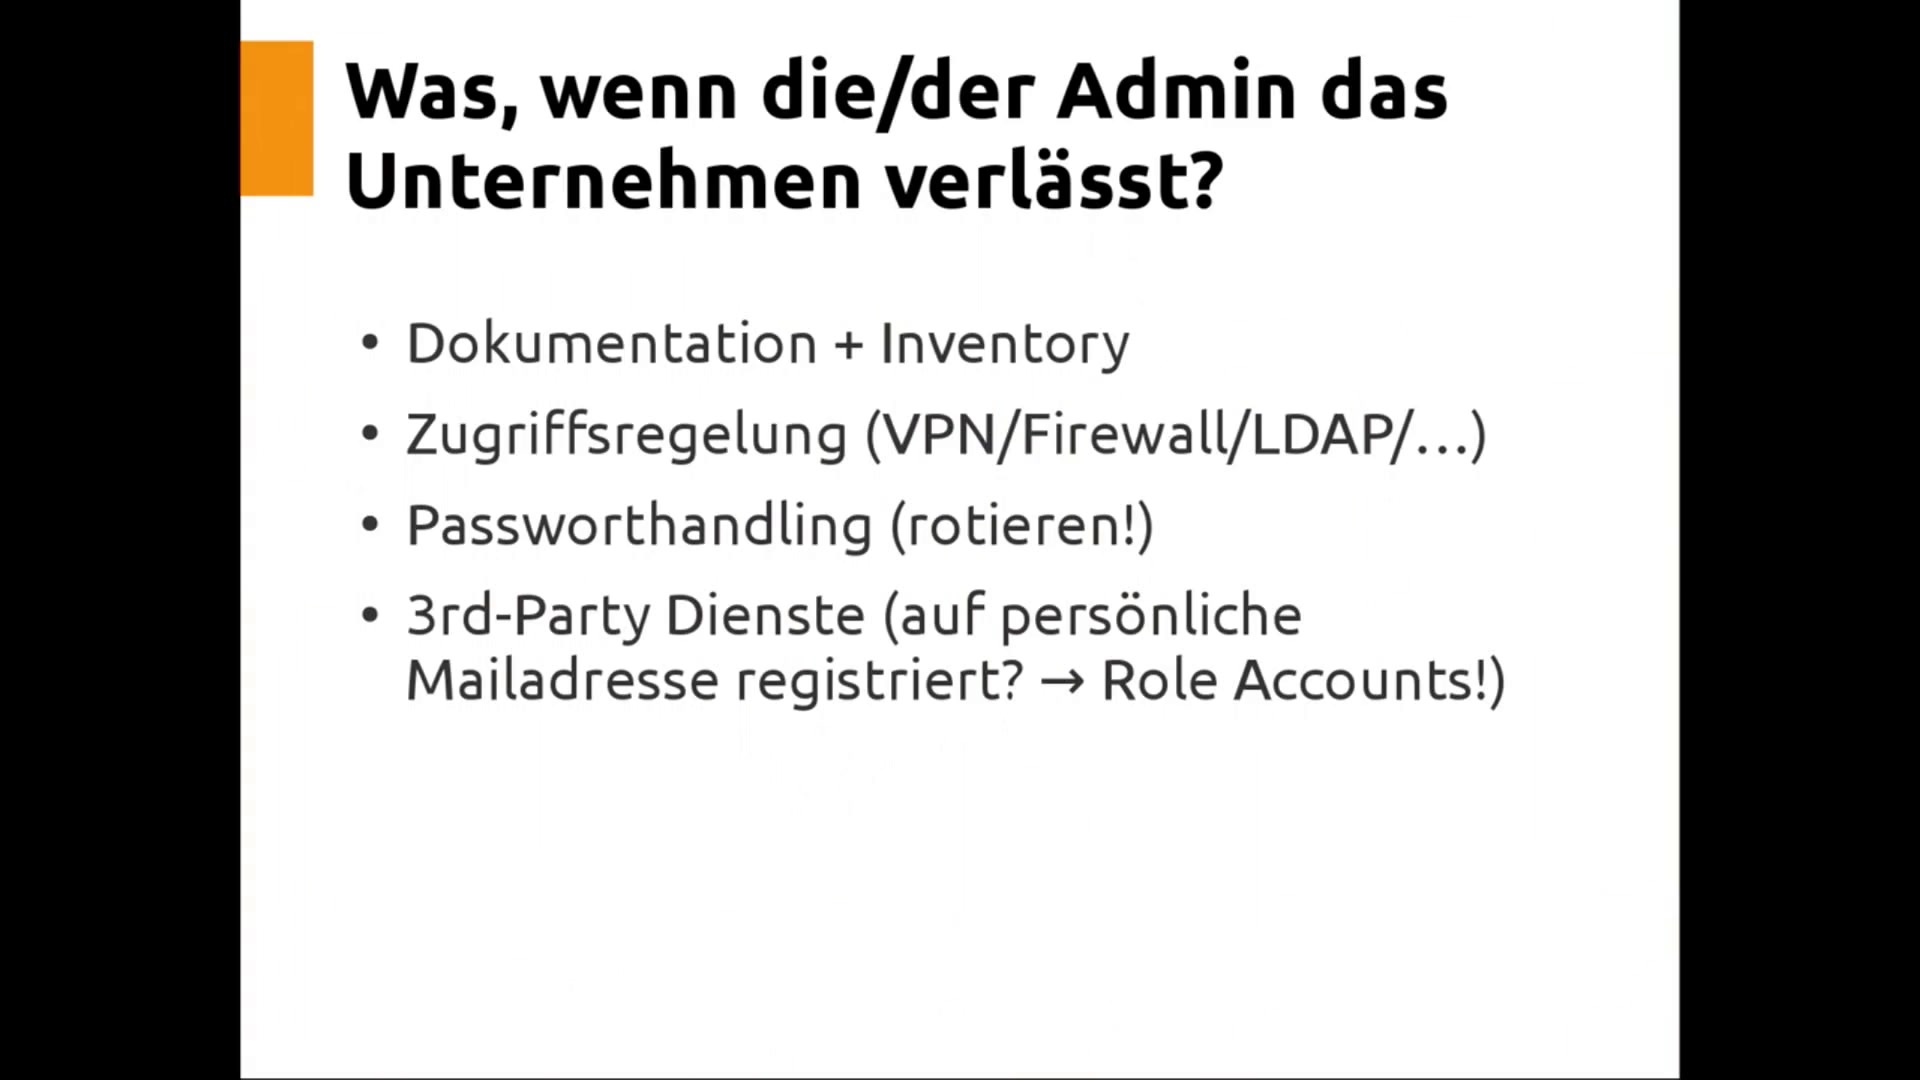 Was, wenn die/der Admin das
Unternehmen verlässt?
• Dokumentation + Inventory
• Zugriffsregelung (VPN/Firewall/LDAP/…)
• Passworthandling (rotieren!)
• 3rd-Party Dienste (auf persönliche
Mailadresse registriert? → Role Accounts!)